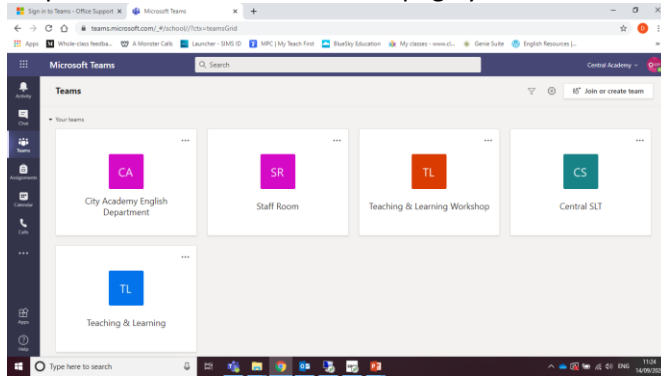 Sign in to Teams - Office Support
Microsoft Teams
teams.microsoft.com/_#/school//?ctx=teamsGrid
Apps
Whole-class feedba...
A Monster Calls
Launcher - SIMS ID
MPC | My Teach First
BlueSky Education
My classes - www.cl...
Genie Suite
English Resources |...
Microsoft Teams
Search
Central Academy
Activity
Teams
Join or create team
Chat
Your teams
Teams
Assignments
Calendar
Calls
CA
City Academy English
Department
SR
Staff Room
TL
Teaching & Learning Workshop
CS
Central SLT
TL
Teaching & Learning
Apps
Help
Type here to search
ENG
11:24